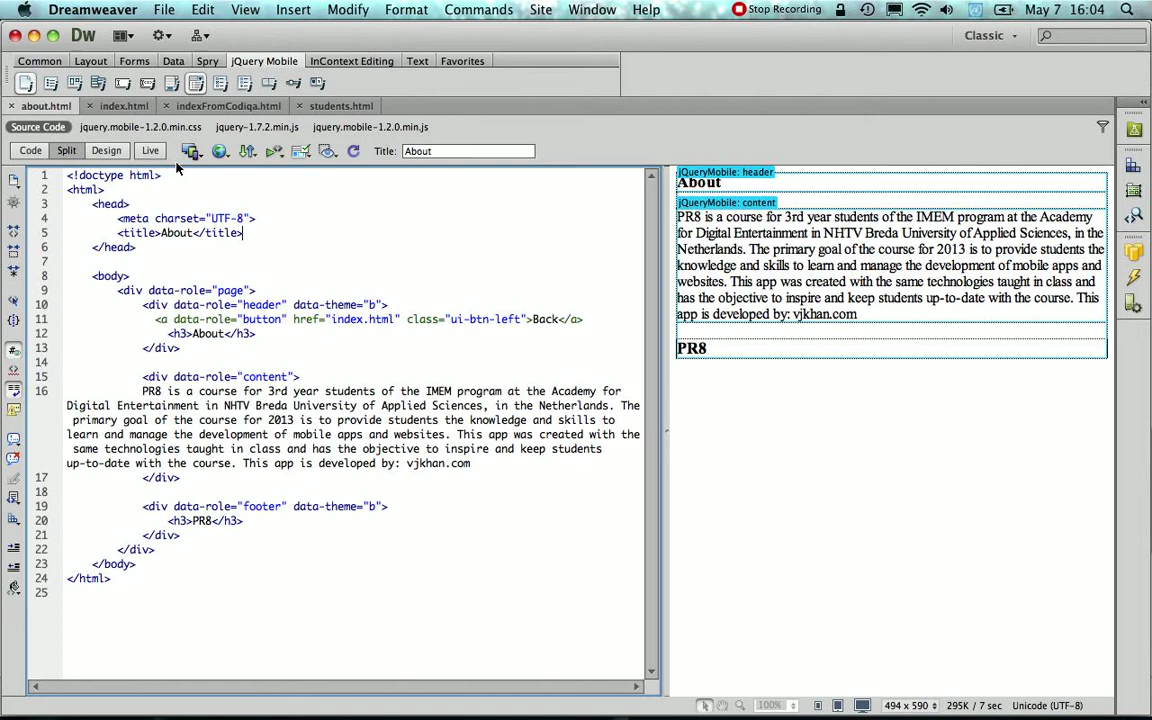 Dreamweaver File Edit View Insert Modify Format Commands Site Window Help Stop Recording May 7 16:04
Dw Classic
Common Layout Forms Data Spry jQuery Mobile InContext Editing Text Favorites
about.html index.html indexFromCodiqa.html students.html
Source Code jquery.mobile-1.2.0.min.css jquery-1.7.2.min.js jquery.mobile-1.2.0.min.js
Code Split Design Live Title: About
1 <!doctype html>
2 <html>
3 <head>
4 <meta charset="UTF-8">
5 <title>About</title>
6 </head>
7
8 <body>
9 <div data-role="page">
10 <div data-role="header" data-theme="b">
11 <a data-role="button" href="index.html" class="ui-btn-left">Back</a>
12 <h3>About</h3>
13 </div>
14
15 <div data-role="content">
16 PR8 is a course for 3rd year students of the IMEM program at the Academy for
Digital Entertainment in NHTV Breda University of Applied Sciences, in the Netherlands. The
primary goal of the course for 2013 is to provide students the knowledge and skills to
learn and manage the development of mobile apps and websites. This app was created with the
same technologies taught in class and has the objective to inspire and keep students
up-to-date with the course. This app is developed by: vjkhan.com
17 </div>
18
19 <div data-role="footer" data-theme="b">
20 <h3>PR8</h3>
21 </div>
22 </div>
23 </body>
24 </html>
25
jQueryMobile: header
About
jQueryMobile: content
PR8 is a course for 3rd year students of the IMEM program at the Academy
for Digital Entertainment in NHTV Breda University of Applied Sciences, in the
Netherlands. The primary goal of the course for 2013 is to provide students the
knowledge and skills to learn and manage the development of mobile apps and
websites. This app was created with the same technologies taught in class and
has the objective to inspire and keep students up-to-date with the course. This
app is developed by: vjkhan.com
PR8
100% 494 x 590 295K / 7 sec Unicode (UTF-8)